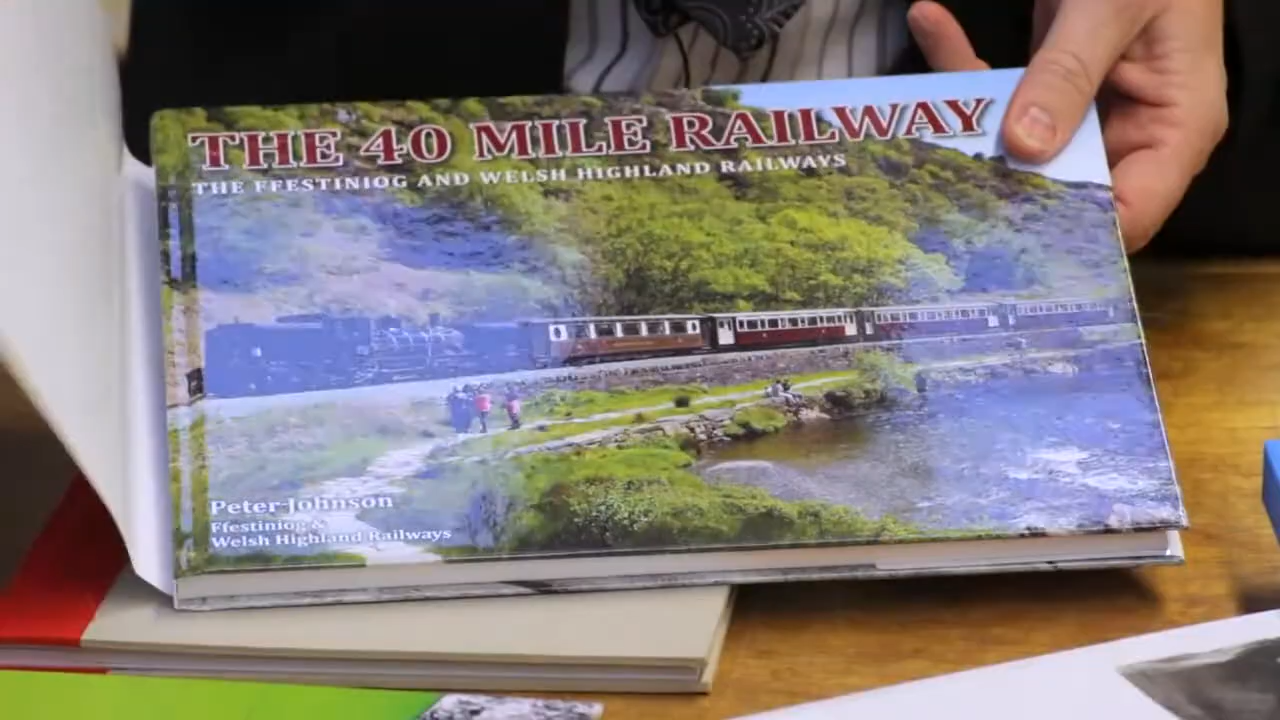 THE 40 MILE RAILWAY
THE FFESTINIOG AND WELSH HIGHLAND RAILWAYS
Peter Johnson
Ffestiniog &
Welsh Highland Railways